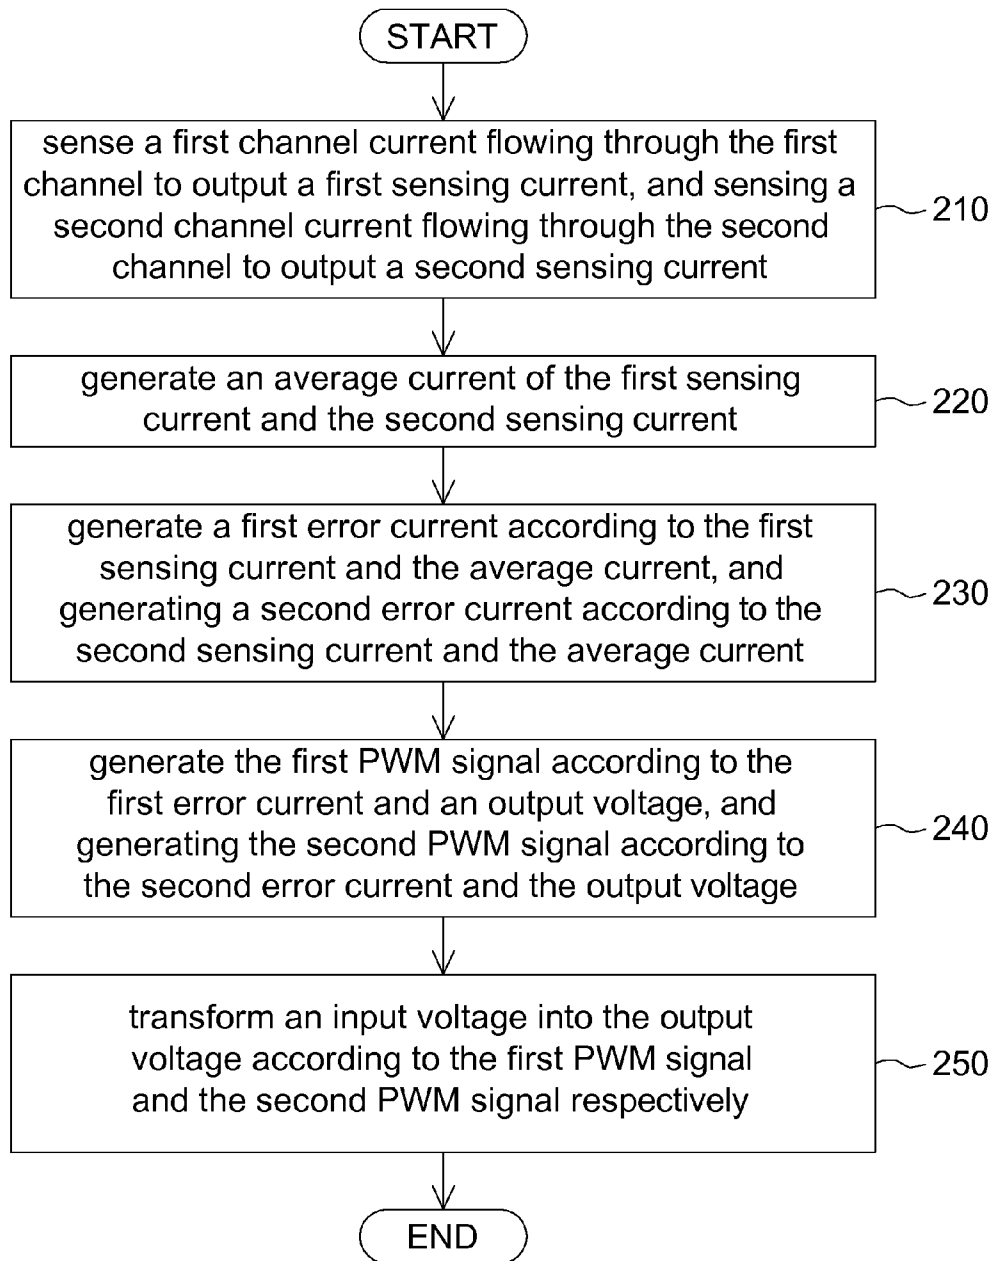 START
sense a first channel current flowing through the first
channel to output a first sensing current, and sensing a
second channel current flowing through the second
channel to output a second sensing current
210
generate an average current of the first sensing
current and the second sensing current
220
generate a first error current according to the first
sensing current and the average current, and
generating a second error current according to the
second sensing current and the average current
230
generate the first PWM signal according to the
first error current and an output voltage, and
generating the second PWM signal according to
the second error current and the output voltage
240
transform an input voltage into the output
voltage according to the first PWM signal
and the second PWM signal respectively
250
END